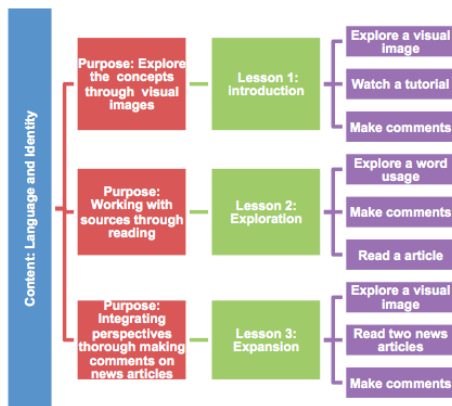 Content: Language and Identity
Purpose: Explore
the concepts
through visual
images
Lesson 1:
introduction
Explore a visual
image
Watch a tutorial
Make comments
Purpose:
Working with
sources through
reading
Lesson 2:
Exploration
Explore a word
usage
Make comments
Read a article
Purpose:
Integrating
perspectives
thorough making
comments on
news articles
Lesson 3:
Expansion
Explore a visual
image
Read two news
articles
Make comments